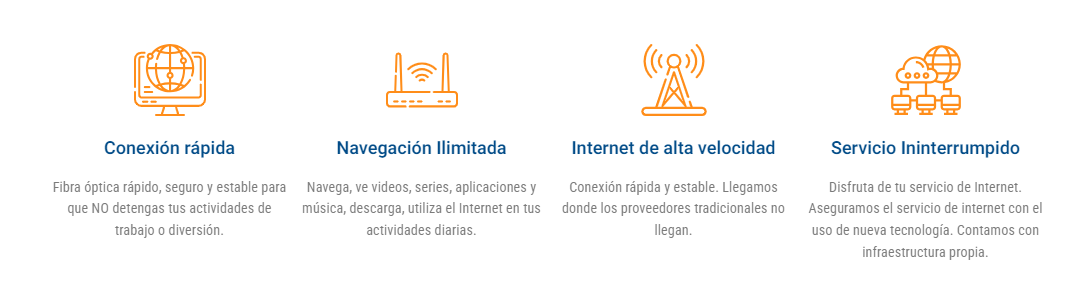 Conexión rápida
Fibra óptica rápido, seguro y estable para
que NO detengas tus actividades de
trabajo o diversión.
Navegación Ilimitada
Navega, ve videos, series, aplicaciones y
música, descarga, utiliza el Internet en tus
actividades diarias.
Internet de alta velocidad
Conexión rápida y estable. Llegamos
donde los proveedores tradicionales no
llegan.
Servicio Ininterrumpido
Disfruta de tu servicio de Internet.
Aseguramos el servicio de internet con el
uso de nueva tecnología. Contamos con
infraestructura propia.